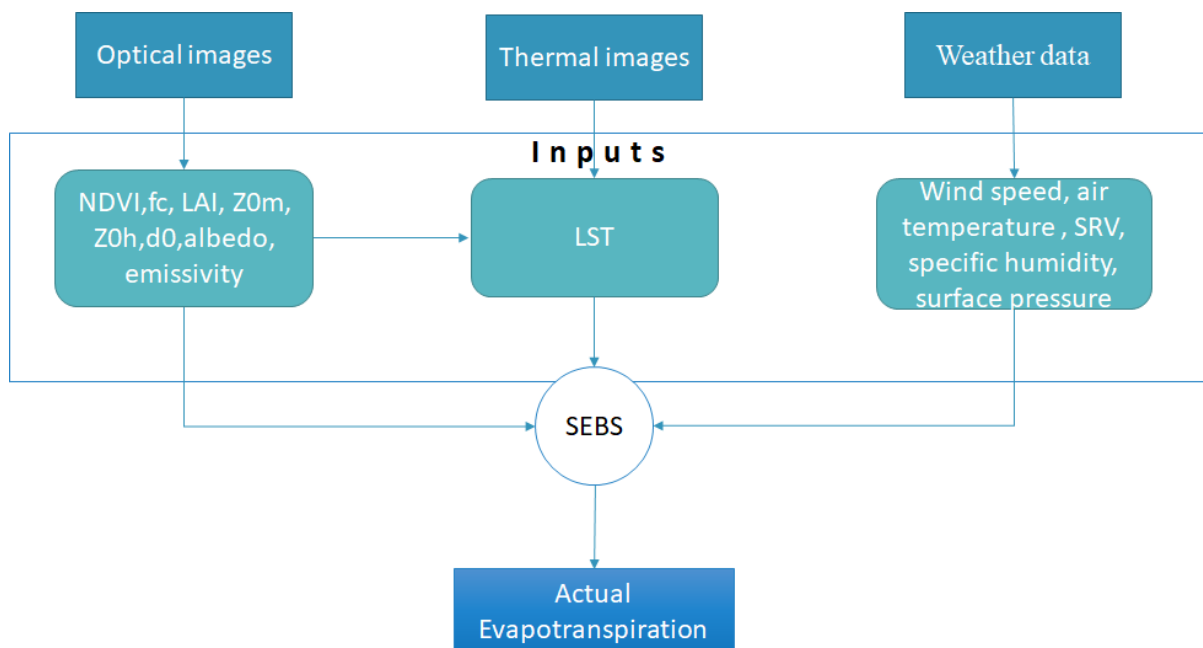 Optical images
Thermal images
Weather data
Inputs
NDVI,fc, LAI, Z0m,
Z0h,d0,albedo,
emissivity
LST
Wind speed, air
temperature , SRV,
specific humidity,
surface pressure
SEBS
Actual
Evapotranspiration